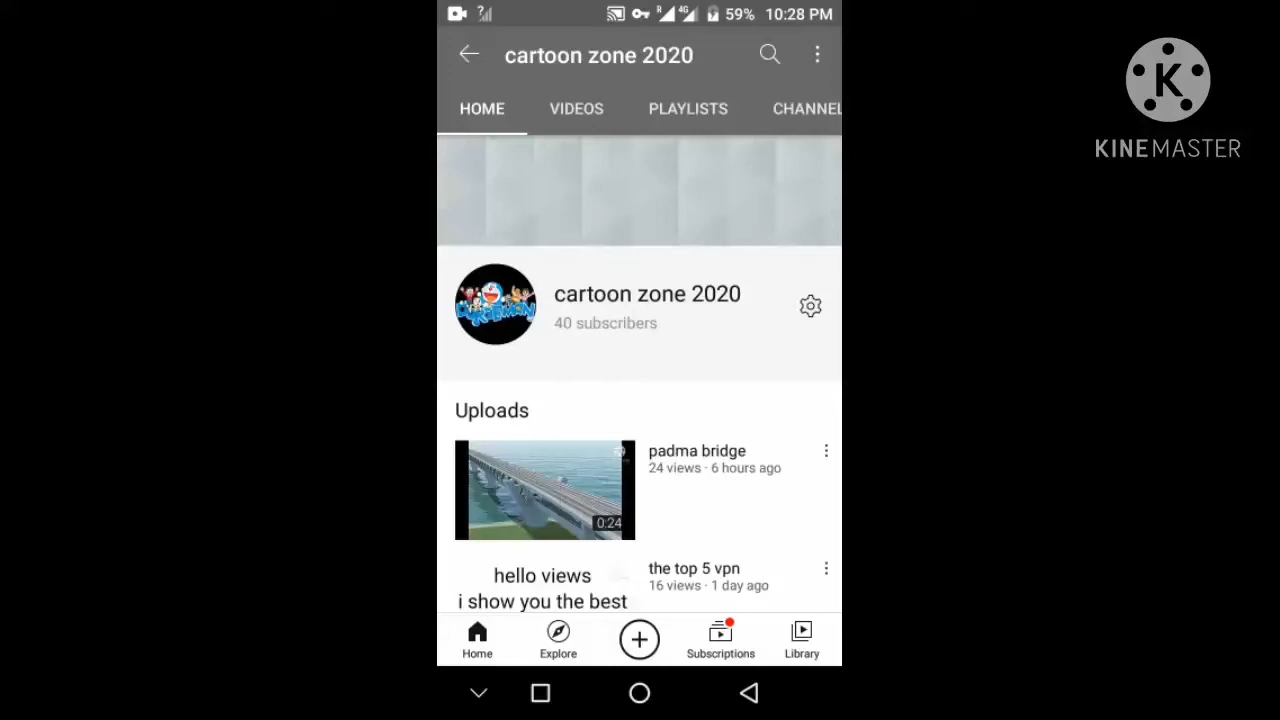 R 4G 59% 10:28 PM
cartoon zone 2020
HOME VIDEOS PLAYLISTS CHANNEL
K
KINEMASTER
DORAEMON
cartoon zone 2020
40 subscribers
Uploads
padma bridge
24 views · 6 hours ago
0:24
the top 5 vpn
16 views · 1 day ago
hello views
i show you the best
Home Explore Subscriptions Library